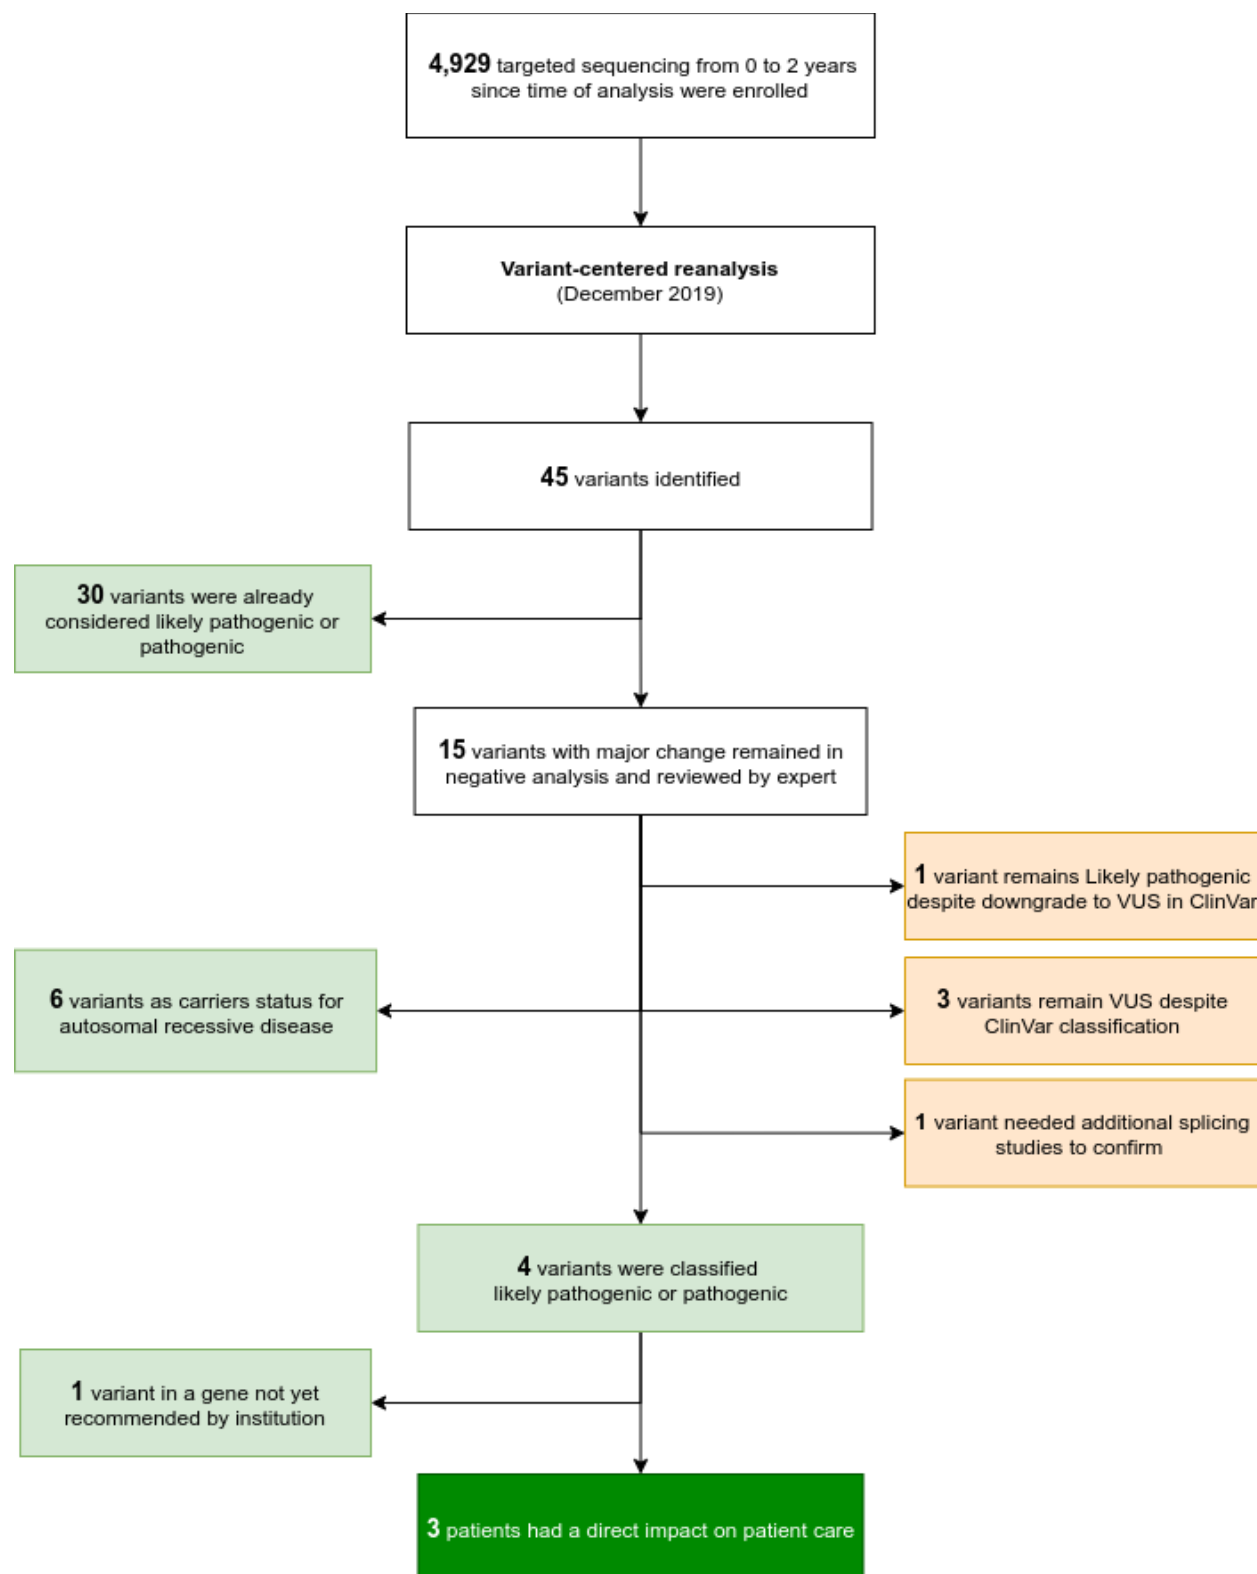 4,929 targeted sequencing from 0 to 2 years
since time of analysis were enrolled
Variant-centered reanalysis
(December 2019)
45 variants identified
30 variants were already
considered likely pathogenic or
pathogenic
15 variants with major change remained in
negative analysis and reviewed by expert
1 variant remains Likely pathogenic
despite downgrade to VUS in ClinVar
6 variants as carriers status for
autosomal recessive disease
3 variants remain VUS despite
ClinVar classification
1 variant needed additional splicing
studies to confirm
4 variants were classified
likely pathogenic or pathogenic
1 variant in a gene not yet
recommended by institution
3 patients had a direct impact on patient care